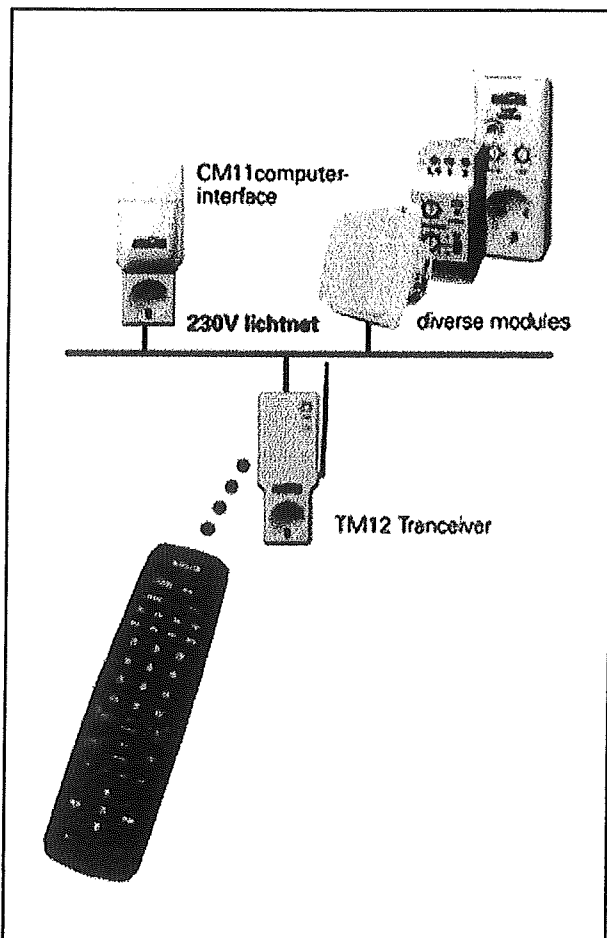 CM11computer-
interface
230V lichtnet
diverse modules
TM12 Tranceiver